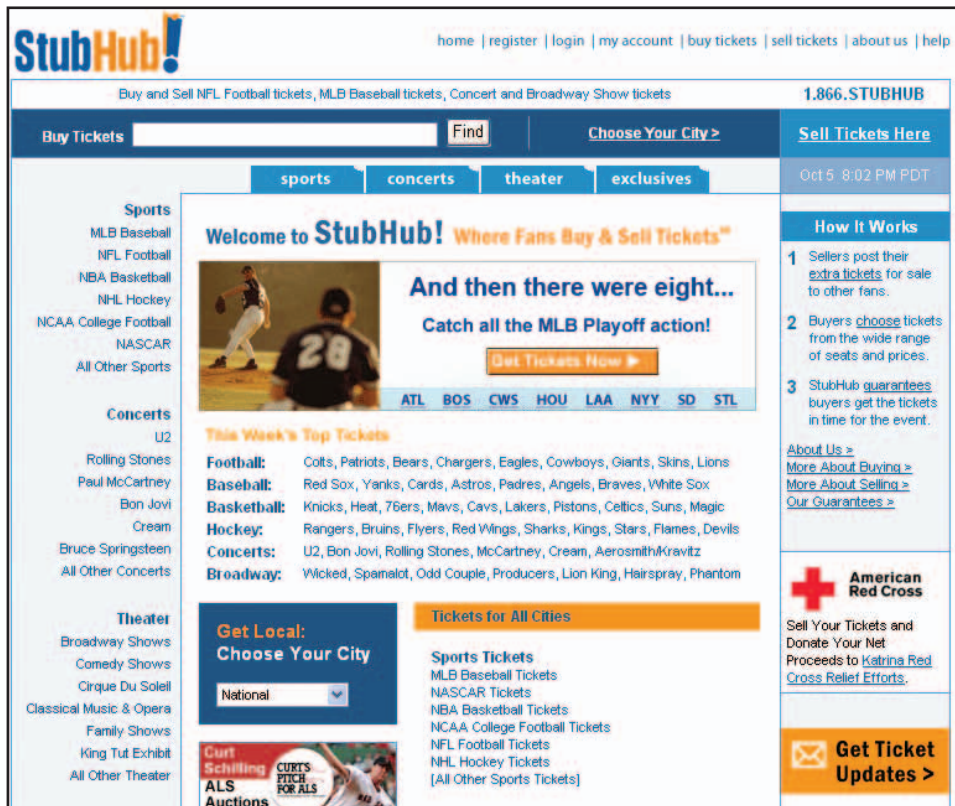 StubHub!
home | register | login | my account | buy tickets | sell tickets | about us | help
Buy and Sell NFL Football tickets, MLB Baseball tickets, Concert and Broadway Show tickets
1.866.STUBHUB
Buy Tickets
Find
Choose Your City >
Sell Tickets Here
sports
concerts
theater
exclusives
Oct 5 8:02 PM PDT
Sports
MLB Baseball
NFL Football
NBA Basketball
NHL Hockey
NCAA College Football
NASCAR
All Other Sports
Concerts
U2
Rolling Stones
Paul McCartney
Bon Jovi
Cream
Bruce Springsteen
All Other Concerts
Theater
Broadway Shows
Comedy Shows
Cirque Du Soleil
Classical Music & Opera
Family Shows
King Tut Exhibit
All Other Theater
Welcome to StubHub! Where Fans Buy & Sell Tickets℠
28
And then there were eight...
Catch all the MLB Playoff action!
Get Tickets Now
ATL BOS CWS HOU LAA NYY SD STL
This Week's Top Tickets
Football: Colts, Patriots, Bears, Chargers, Eagles, Cowboys, Giants, Skins, Lions
Baseball: Red Sox, Yanks, Cards, Astros, Padres, Angels, Braves, White Sox
Basketball: Knicks, Heat, 76ers, Mavs, Cavs, Lakers, Pistons, Celtics, Suns, Magic
Hockey: Rangers, Bruins, Flyers, Red Wings, Sharks, Kings, Stars, Flames, Devils
Concerts: U2, Bon Jovi, Rolling Stones, McCartney, Cream, Aerosmith/Kravitz
Broadway: Wicked, Spamalot, Odd Couple, Producers, Lion King, Hairspray, Phantom
Get Local:
Choose Your City
National
Curt
Schilling
ALS
Auctions
CURT'S
PITCH
FOR ALS
Tickets for All Cities
Sports Tickets
MLB Baseball Tickets
NASCAR Tickets
NBA Basketball Tickets
NCAA College Football Tickets
NFL Football Tickets
NHL Hockey Tickets
[All Other Sports Tickets]
How It Works
1 Sellers post their
extra tickets for sale
to other fans.
2 Buyers choose tickets
from the wide range
of seats and prices.
3 StubHub guarantees
buyers get the tickets
in time for the event.
About Us >
More About Buying >
More About Selling >
Our Guarantees >
American
Red Cross
Sell Your Tickets and
Donate Your Net
Proceeds to Katrina Red
Cross Relief Efforts.
Get Ticket
Updates >